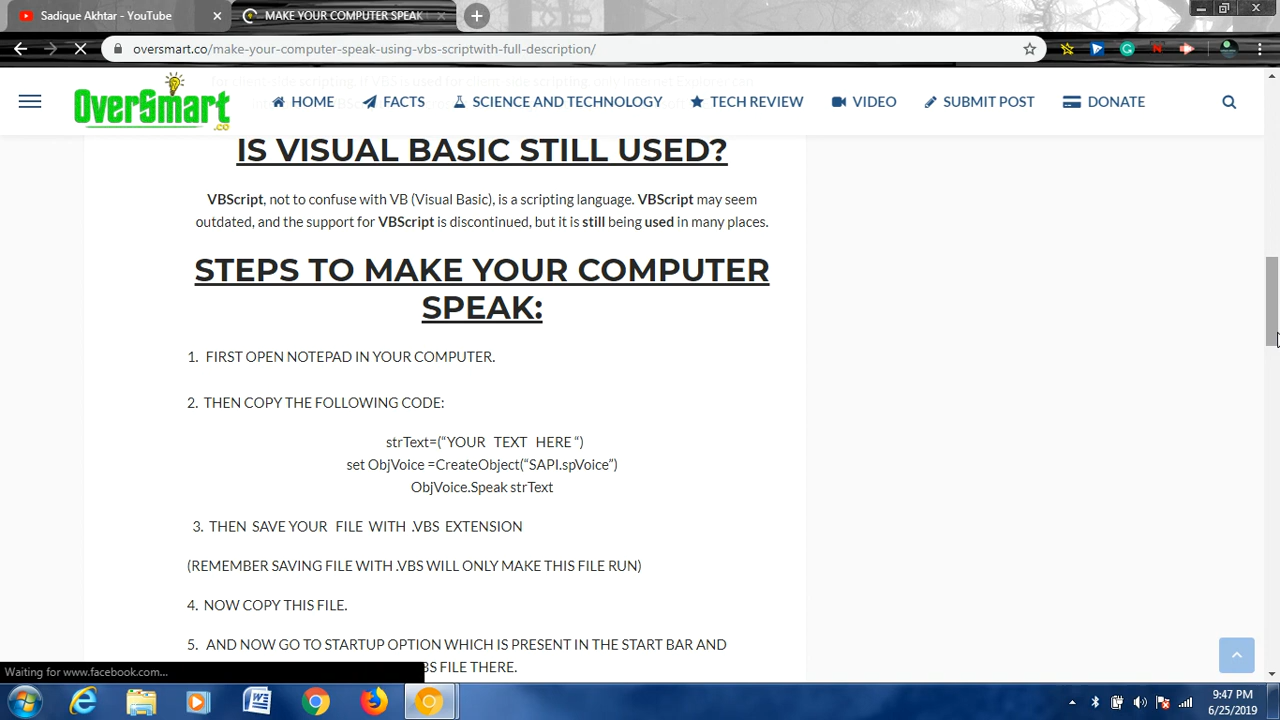 Sadique Akhtar - YouTube
MAKE YOUR COMPUTER SPEAK
oversmart.co/make-your-computer-speak-using-vbs-scriptwith-full-description/
OverSmart
.co
HOME
FACTS
SCIENCE AND TECHNOLOGY
TECH REVIEW
VIDEO
SUBMIT POST
DONATE
IS VISUAL BASIC STILL USED?
VBScript, not to confuse with VB (Visual Basic), is a scripting language. VBScript may seem
outdated, and the support for VBScript is discontinued, but it is still being used in many places.
STEPS TO MAKE YOUR COMPUTER
SPEAK:
1. FIRST OPEN NOTEPAD IN YOUR COMPUTER.
2. THEN COPY THE FOLLOWING CODE:
strText=(“YOUR TEXT HERE “)
set ObjVoice =CreateObject(“SAPI.spVoice”)
ObjVoice.Speak strText
3. THEN SAVE YOUR FILE WITH .VBS EXTENSION
(REMEMBER SAVING FILE WITH .VBS WILL ONLY MAKE THIS FILE RUN)
4. NOW COPY THIS FILE.
5. AND NOW GO TO STARTUP OPTION WHICH IS PRESENT IN THE START BAR AND
FILE THERE.
Waiting for www.facebook.com...
9:47 PM
6/25/2019